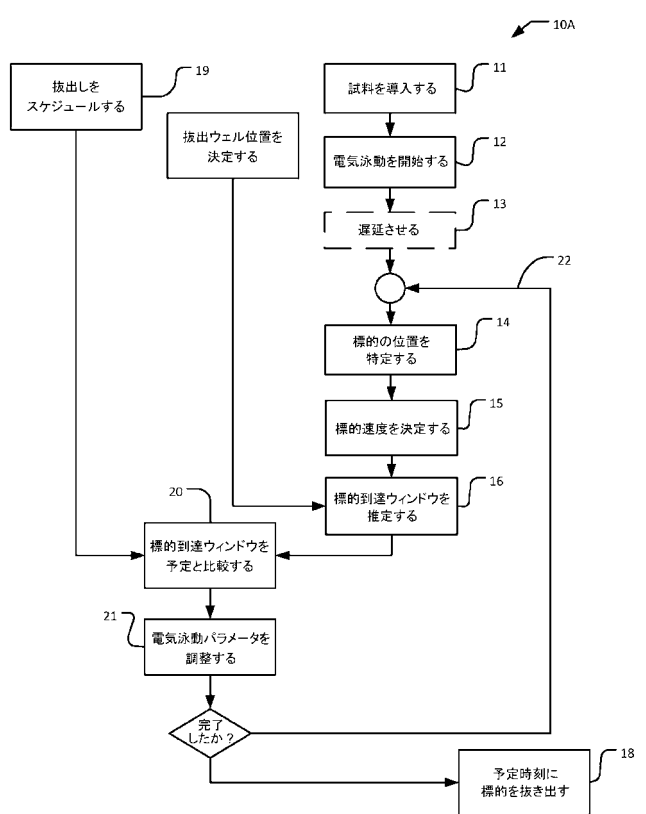 10A
抜出しを
スケジュールする
19
試料を導入する
11
抜出ウェル位置を
決定する
電気泳動を開始する
12
遅延させる
13
22
標的の位置を
特定する
14
標的速度を決定する
15
標的到達ウィンドウを
推定する
16
20
標的到達ウィンドウを
予定と比較する
21
電気泳動パラメータを
調整する
完了
したか？
予定時刻に
標的を抜き出す
18